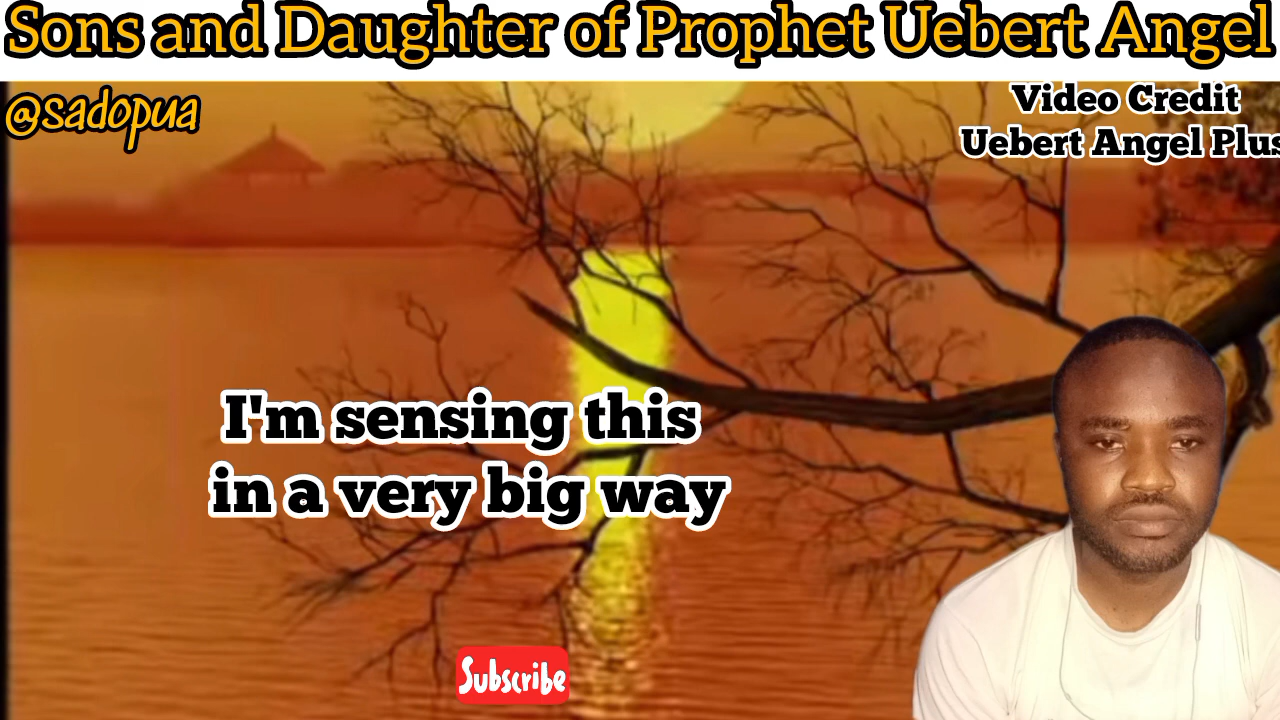 Sons and Daughter of Prophet Uebert Angel
@sadopua
Video Credit
Uebert Angel Plus
I'm sensing this
in a very big way
Subscribe